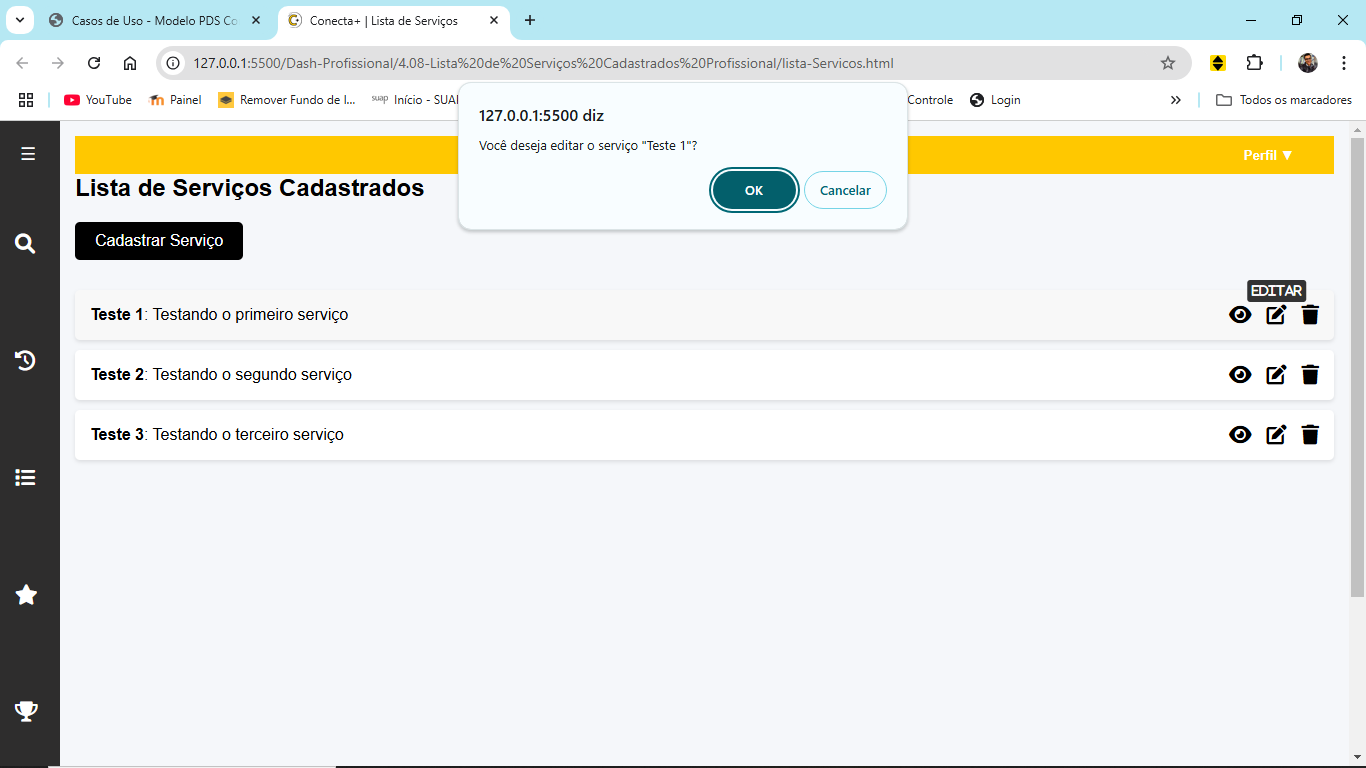 Casos de Uso - Modelo PDS Co
Conecta+ | Lista de Serviços
127.0.0.1:5500/Dash-Profissional/4.08-Lista%20de%20Serviços%20Cadastrados%20Profissional/lista-Servicos.html
YouTube
Painel
Remover Fundo de I...
suap Início - SUAP
Controle
Login
Todos os marcadores
127.0.0.1:5500 diz
Você deseja editar o serviço "Teste 1"?
OK
Cancelar
Perfil ▼
Lista de Serviços Cadastrados
Cadastrar Serviço
EDITAR
Teste 1: Testando o primeiro serviço
Teste 2: Testando o segundo serviço
Teste 3: Testando o terceiro serviço